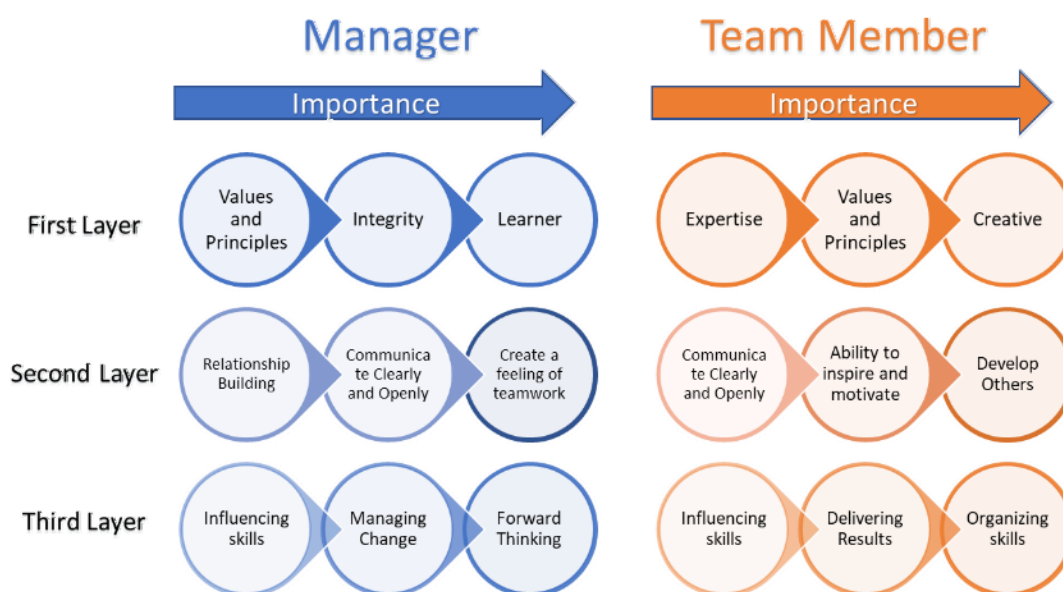 Manager
Team Member
Importance
Importance
First Layer
Values
and
Principles
Integrity
Learner
Expertise
Values
and
Principles
Creative
Second Layer
Relationship
Building
Communica
te Clearly
and Openly
Create a
feeling of
teamwork
Communica
te Clearly
and Openly
Ability to
inspire and
motivate
Develop
Others
Third Layer
Influencing
skills
Managing
Change
Forward
Thinking
Influencing
skills
Delivering
Results
Organizing
skills